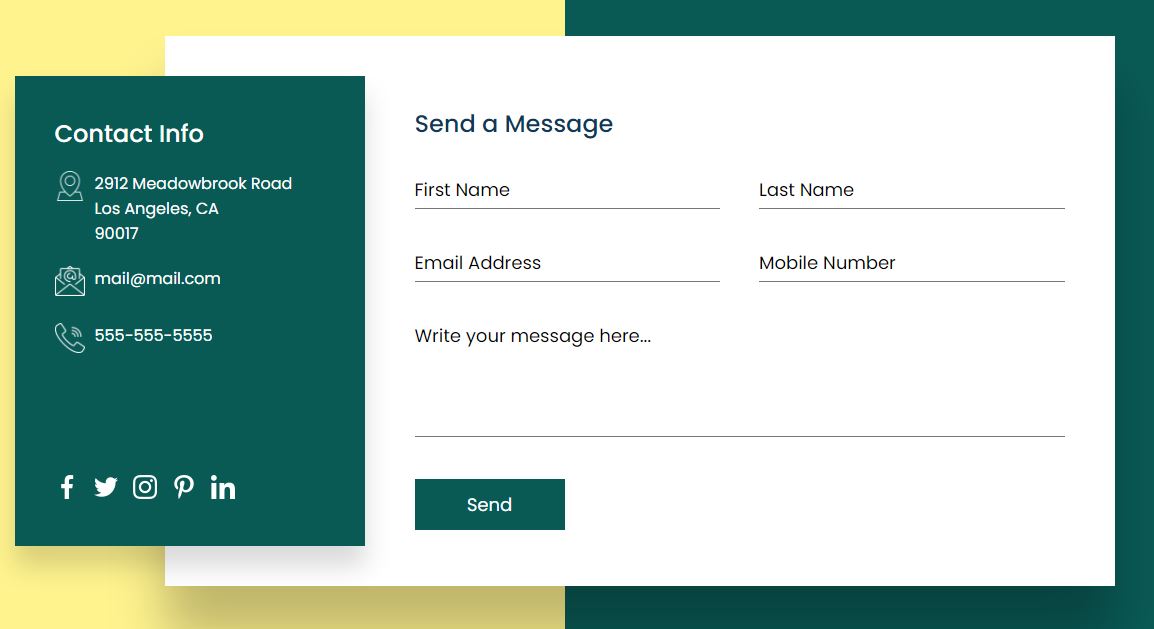 Contact Info
2912 Meadowbrook Road
Los Angeles, CA
90017
mail@mail.com
555-555-5555
Send a Message
First Name
Last Name
Email Address
Mobile Number
Write your message here...
Send